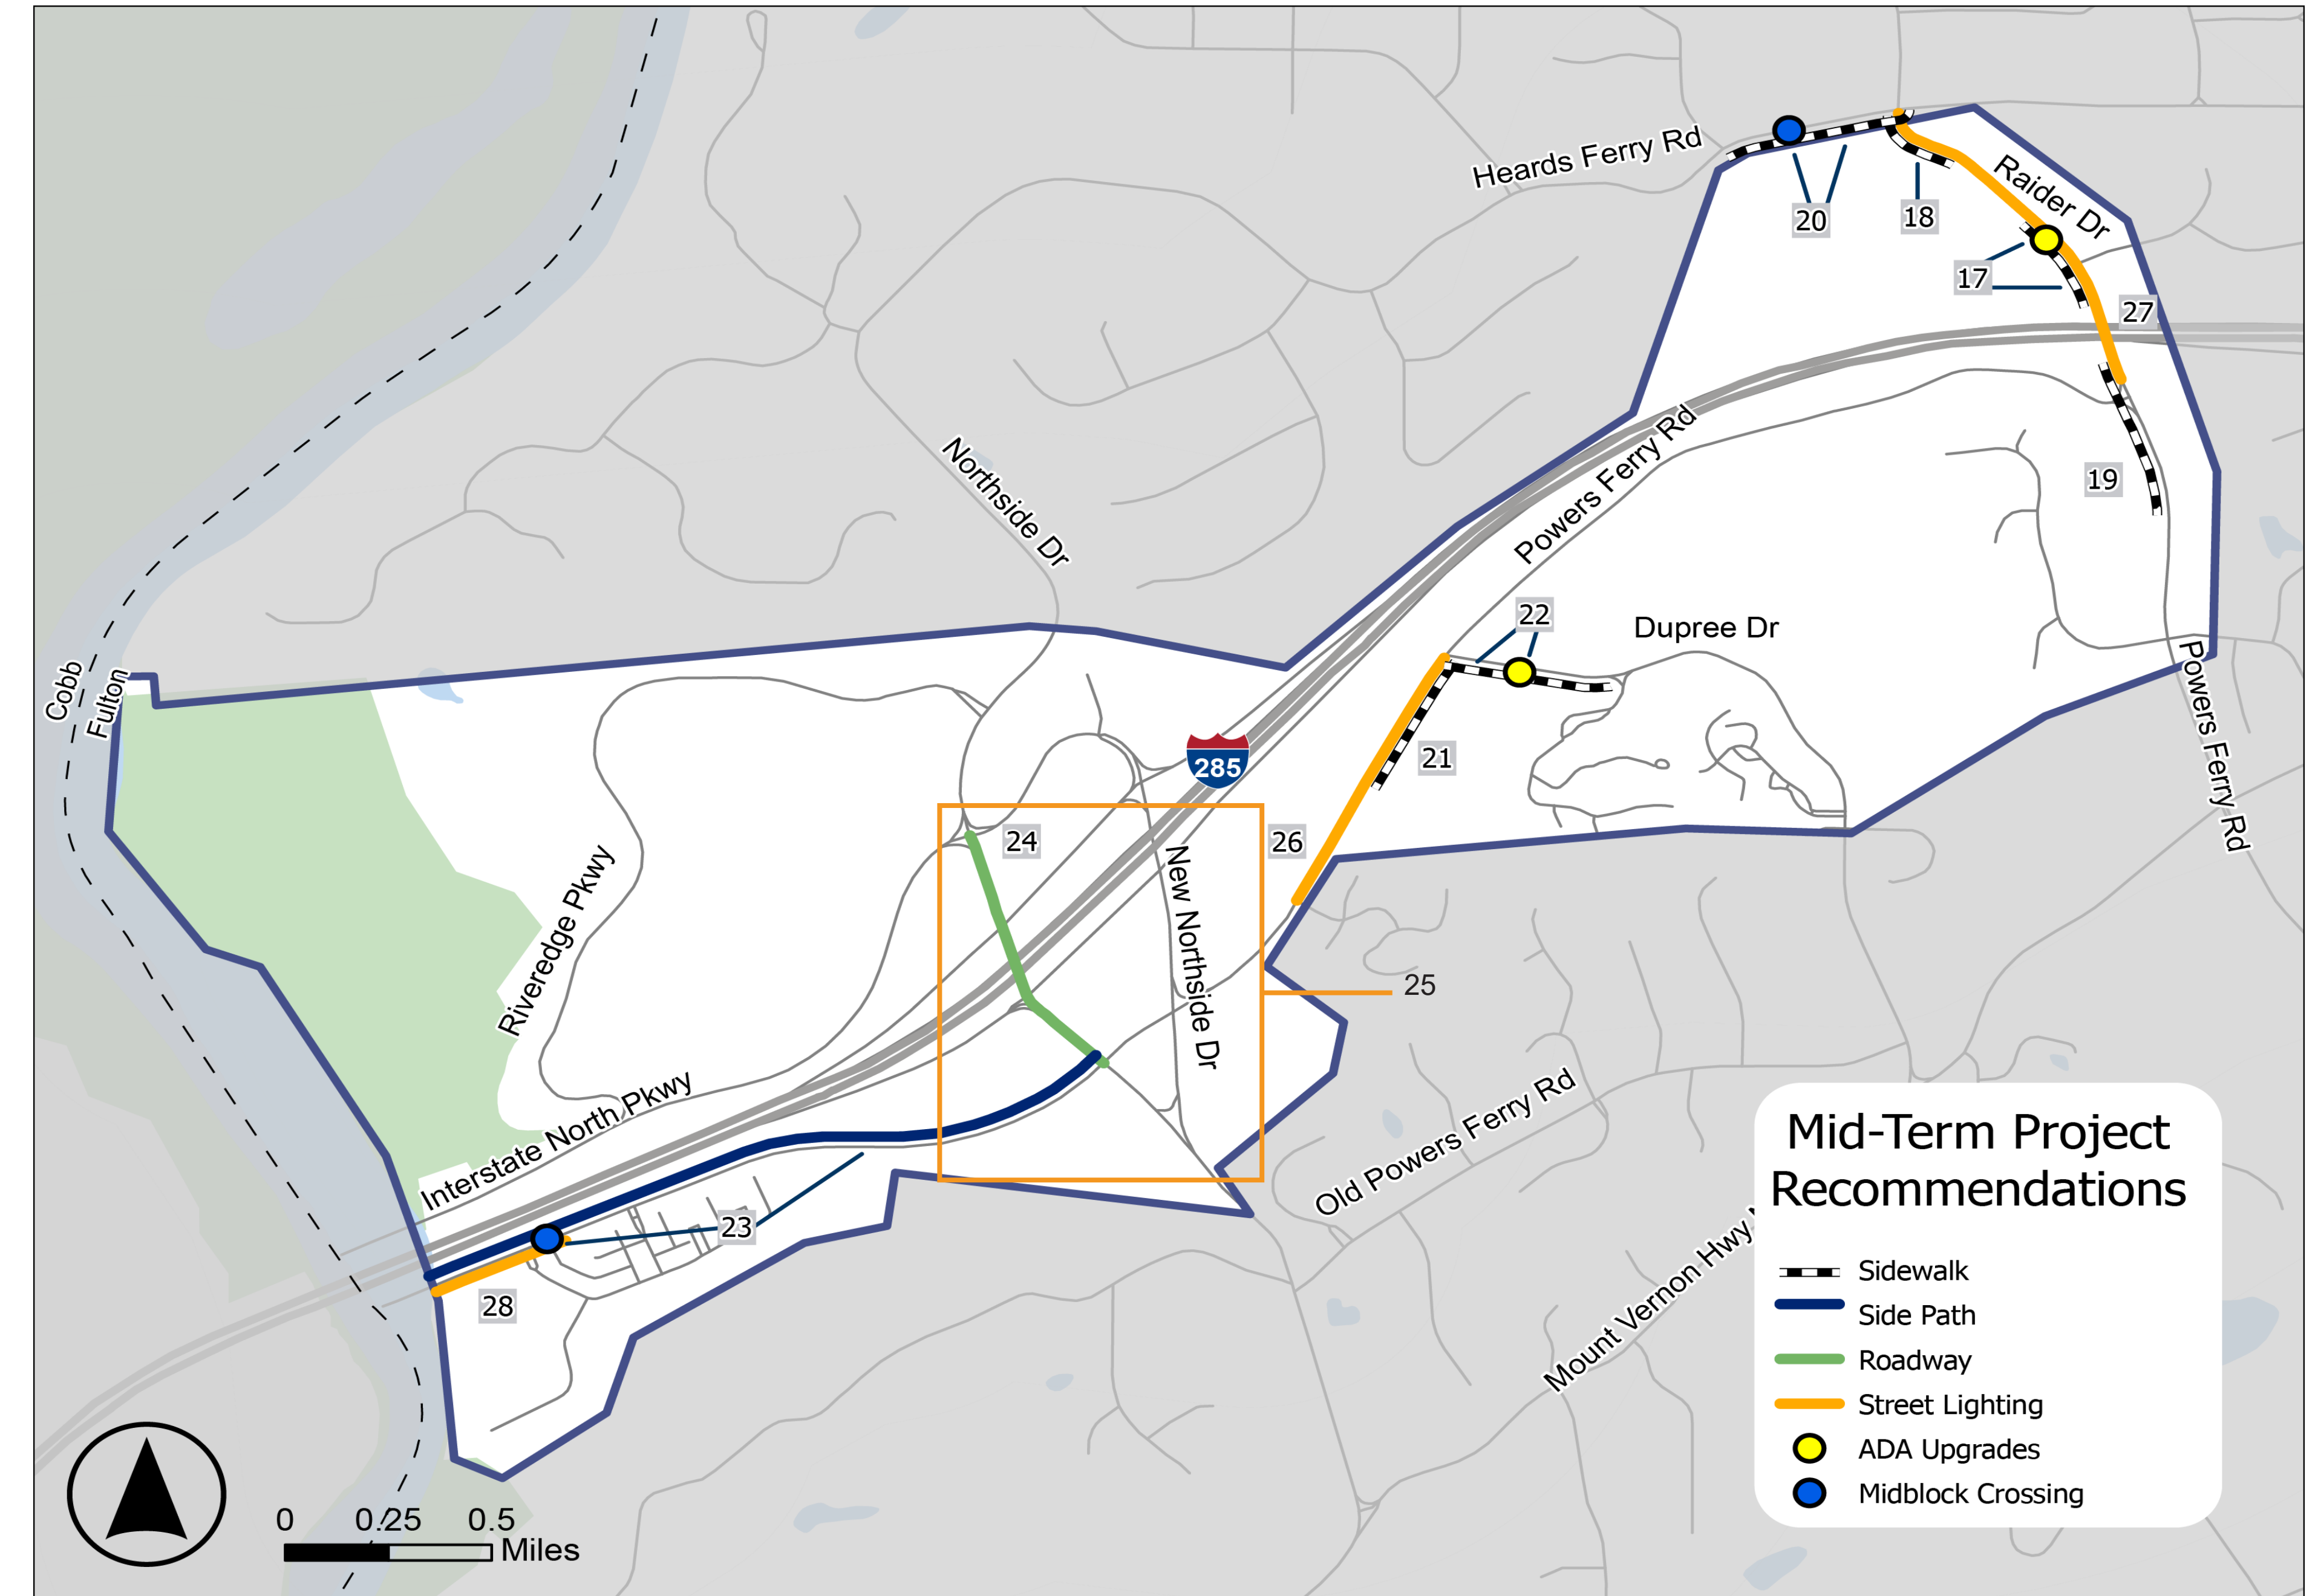 Heards Ferry Rd
20
18
Raider Dr
17
27
Powers Ferry Rd
19
Northside Dr
22
Dupree Dr
Cobb
Fulton
Powers Ferry Rd
21
285
24
26
New Northside Dr
Riveredge Pkwy
25
Interstate North Pkwy
Old Powers Ferry Rd
23
28
Mount Vernon Hwy
Mid-Term Project
Recommendations
Sidewalk
Side Path
Roadway
Street Lighting
ADA Upgrades
Midblock Crossing
0 0.25 0.5
Miles